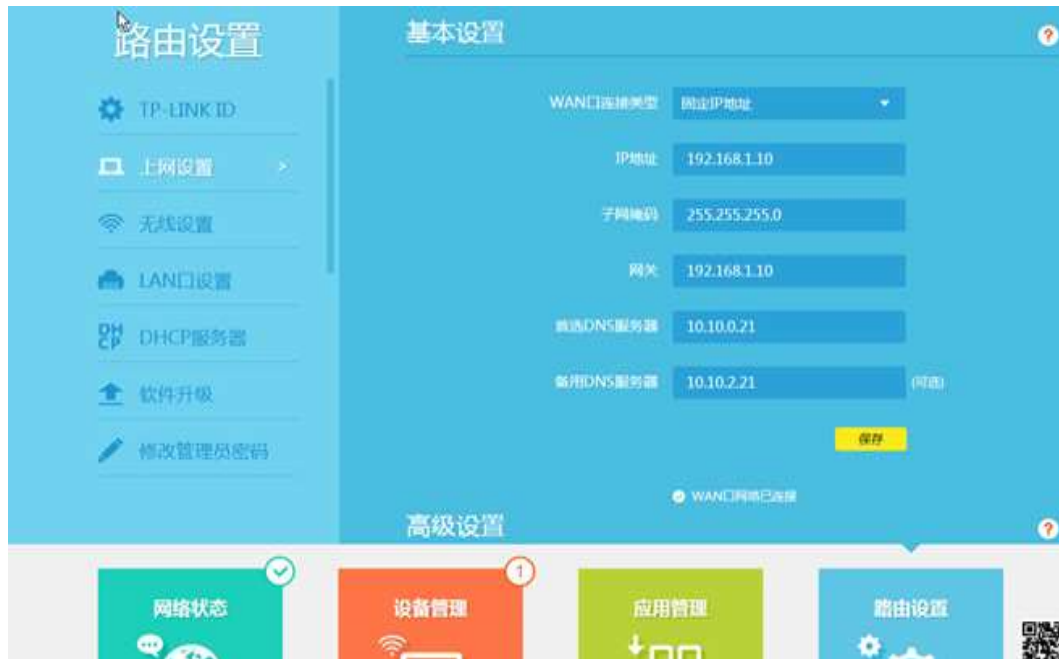 路由设置
TP-LINK ID
上网设置
无线设置
LAN口设置
DHCP服务器
软件升级
修改管理员密码
基本设置
?
WAN口连接类型 固定IP地址
IP地址 192.168.1.10
子网掩码 255.255.255.0
网关 192.168.1.10
首选DNS服务器 10.10.0.21
备用DNS服务器 10.10.2.21 (可选)
保存
WAN口网络已连接
高级设置
?
网络状态
设备管理
1
应用管理
路由设置